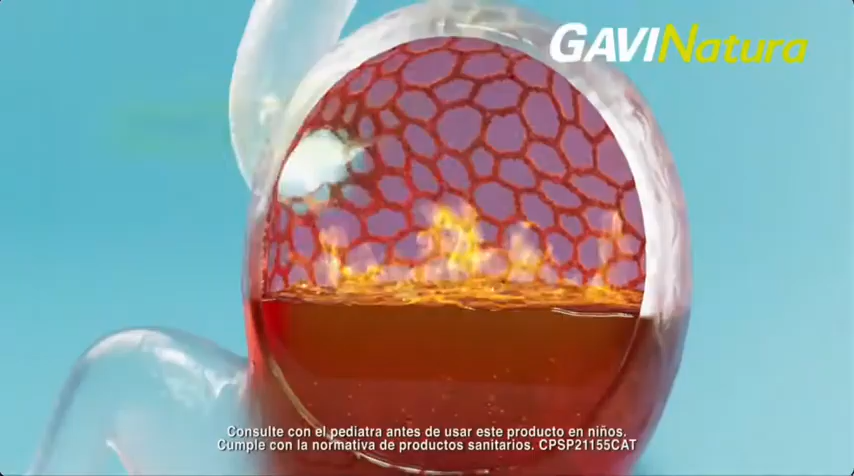 GAVINatura
Consulte con el pediatra antes de usar este producto en niños.
Cumple con la normativa de productos sanitarios. CPSP21155CAT